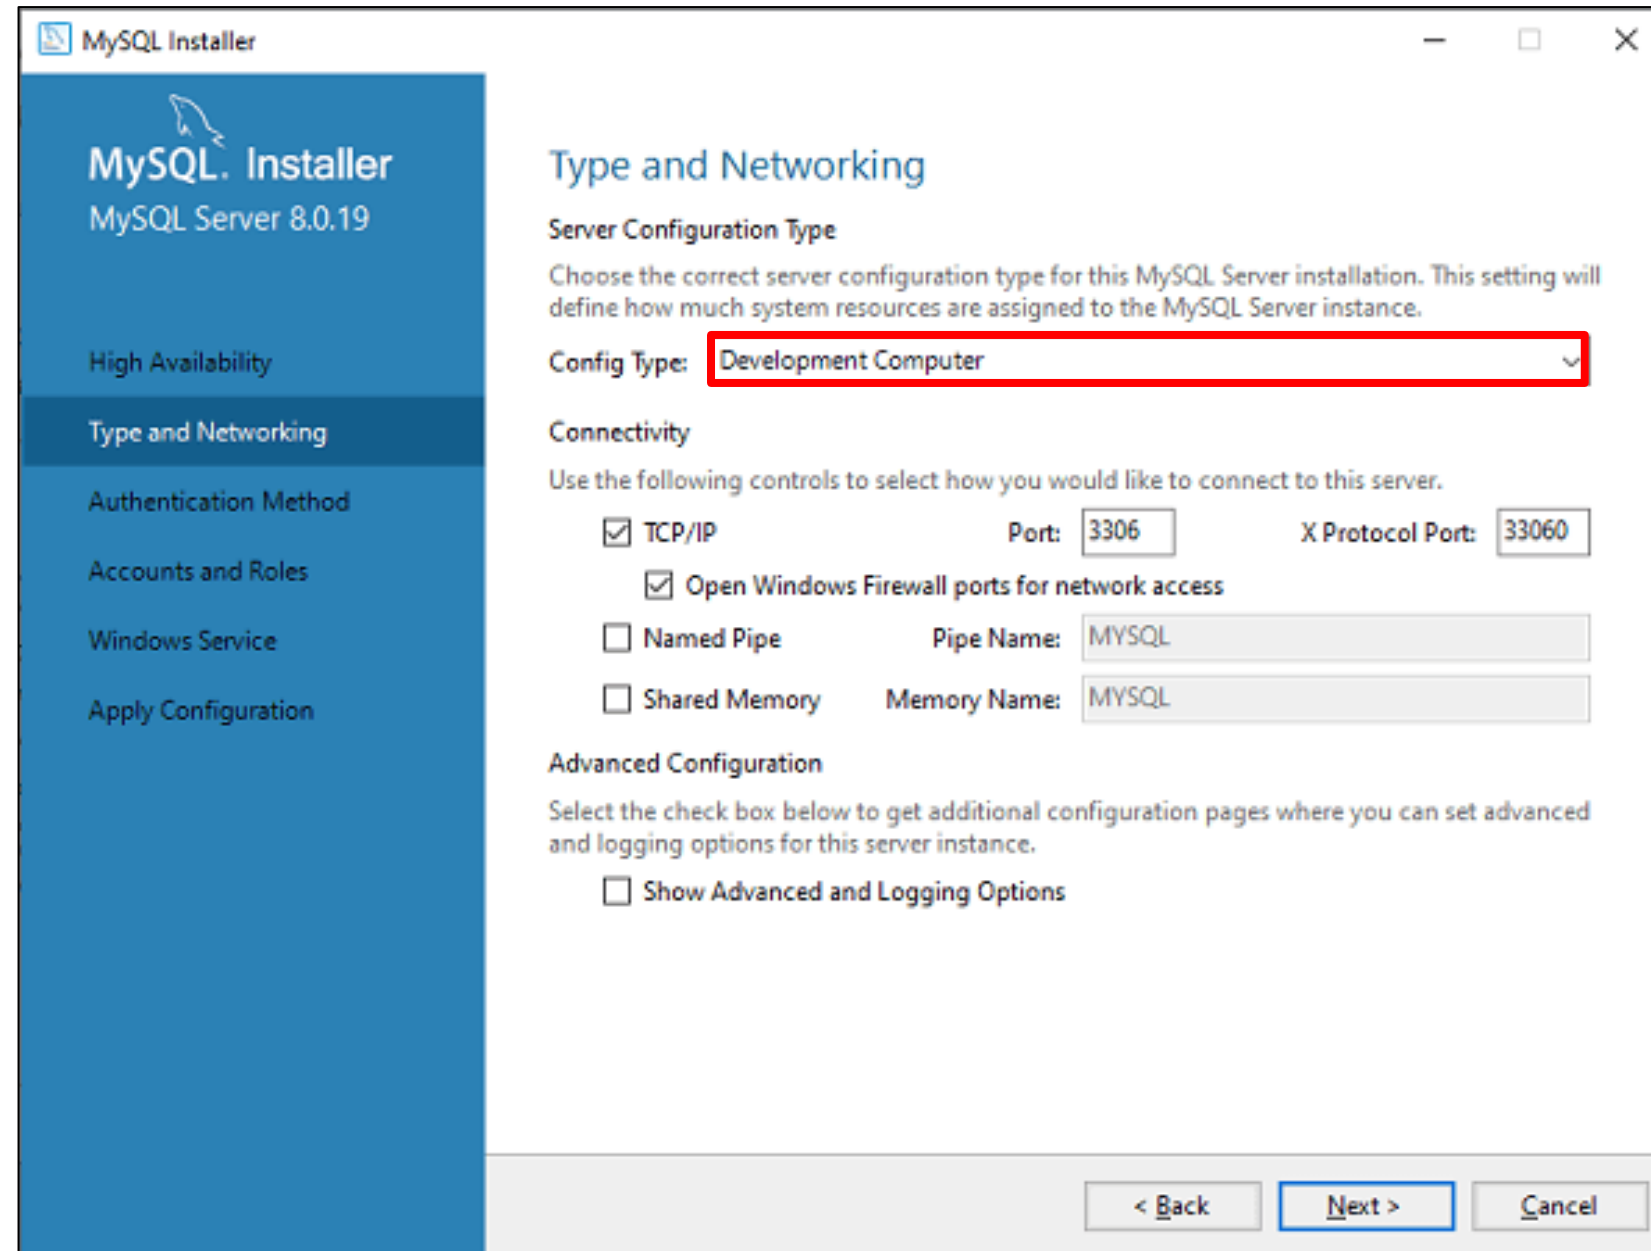 MySQL Installer
MySQL. Installer
MySQL Server 8.0.19
High Availability
Type and Networking
Authentication Method
Accounts and Roles
Windows Service
Apply Configuration
Type and Networking
Server Configuration Type
Choose the correct server configuration type for this MySQL Server installation. This setting will
define how much system resources are assigned to the MySQL Server instance.
Config Type: Development Computer
Connectivity
Use the following controls to select how you would like to connect to this server.
TCP/IP Port: 3306 X Protocol Port: 33060
Open Windows Firewall ports for network access
Named Pipe Pipe Name: MYSQL
Shared Memory Memory Name: MYSQL
Advanced Configuration
Select the check box below to get additional configuration pages where you can set advanced
and logging options for this server instance.
Show Advanced and Logging Options
< Back Next > Cancel